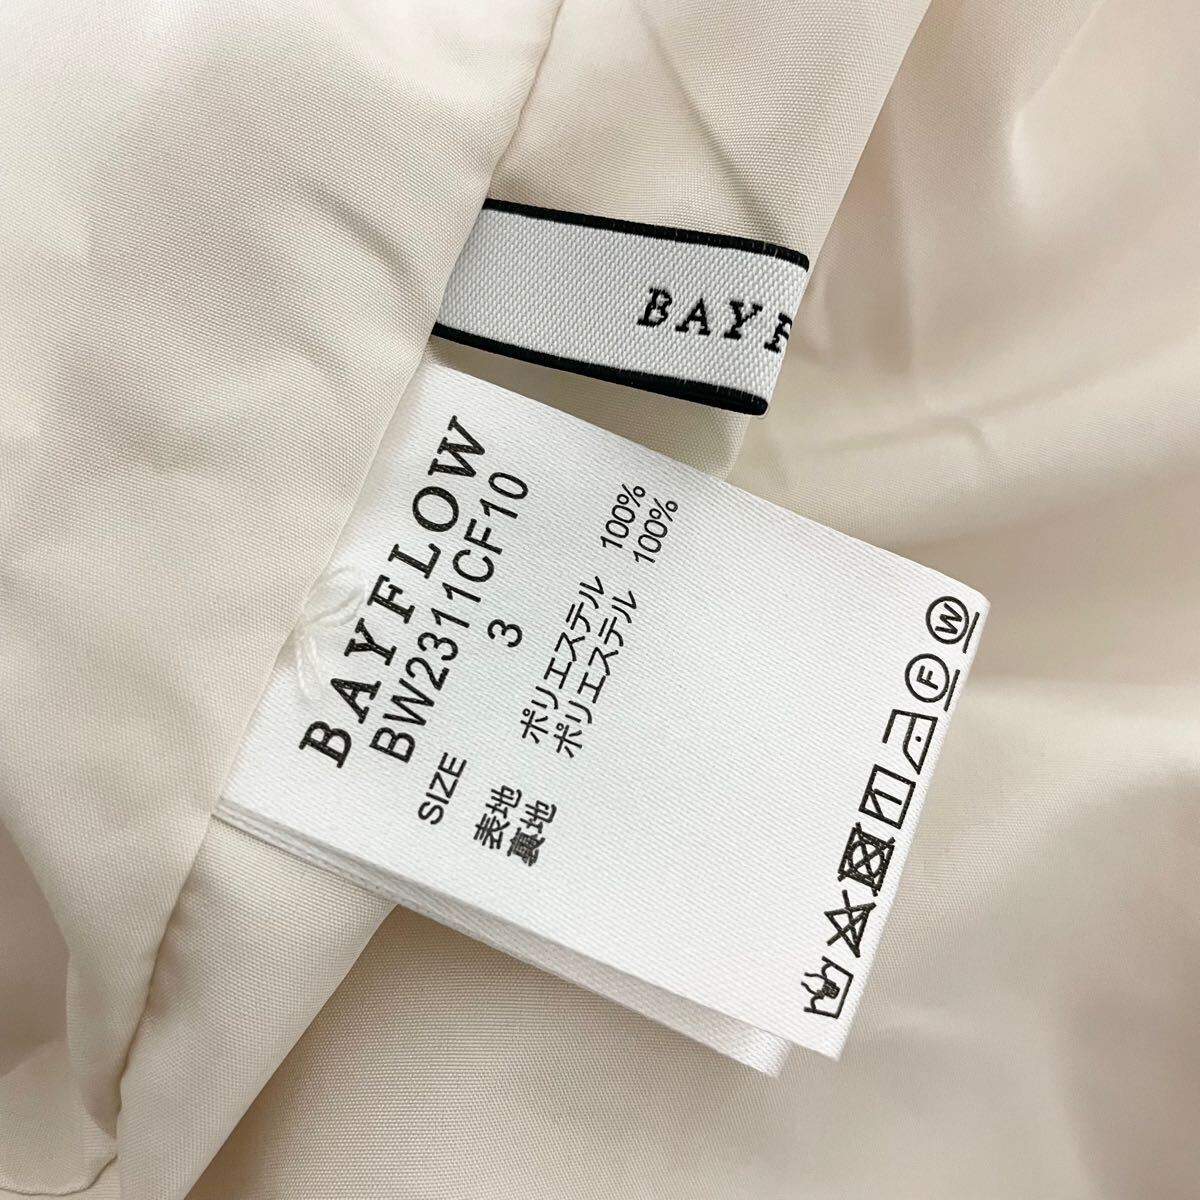 BAYF
BAYFLOW
BW2311CF10
SIZE 3
表地 ポリエステル 100%
裏地 ポリエステル 100%
F W